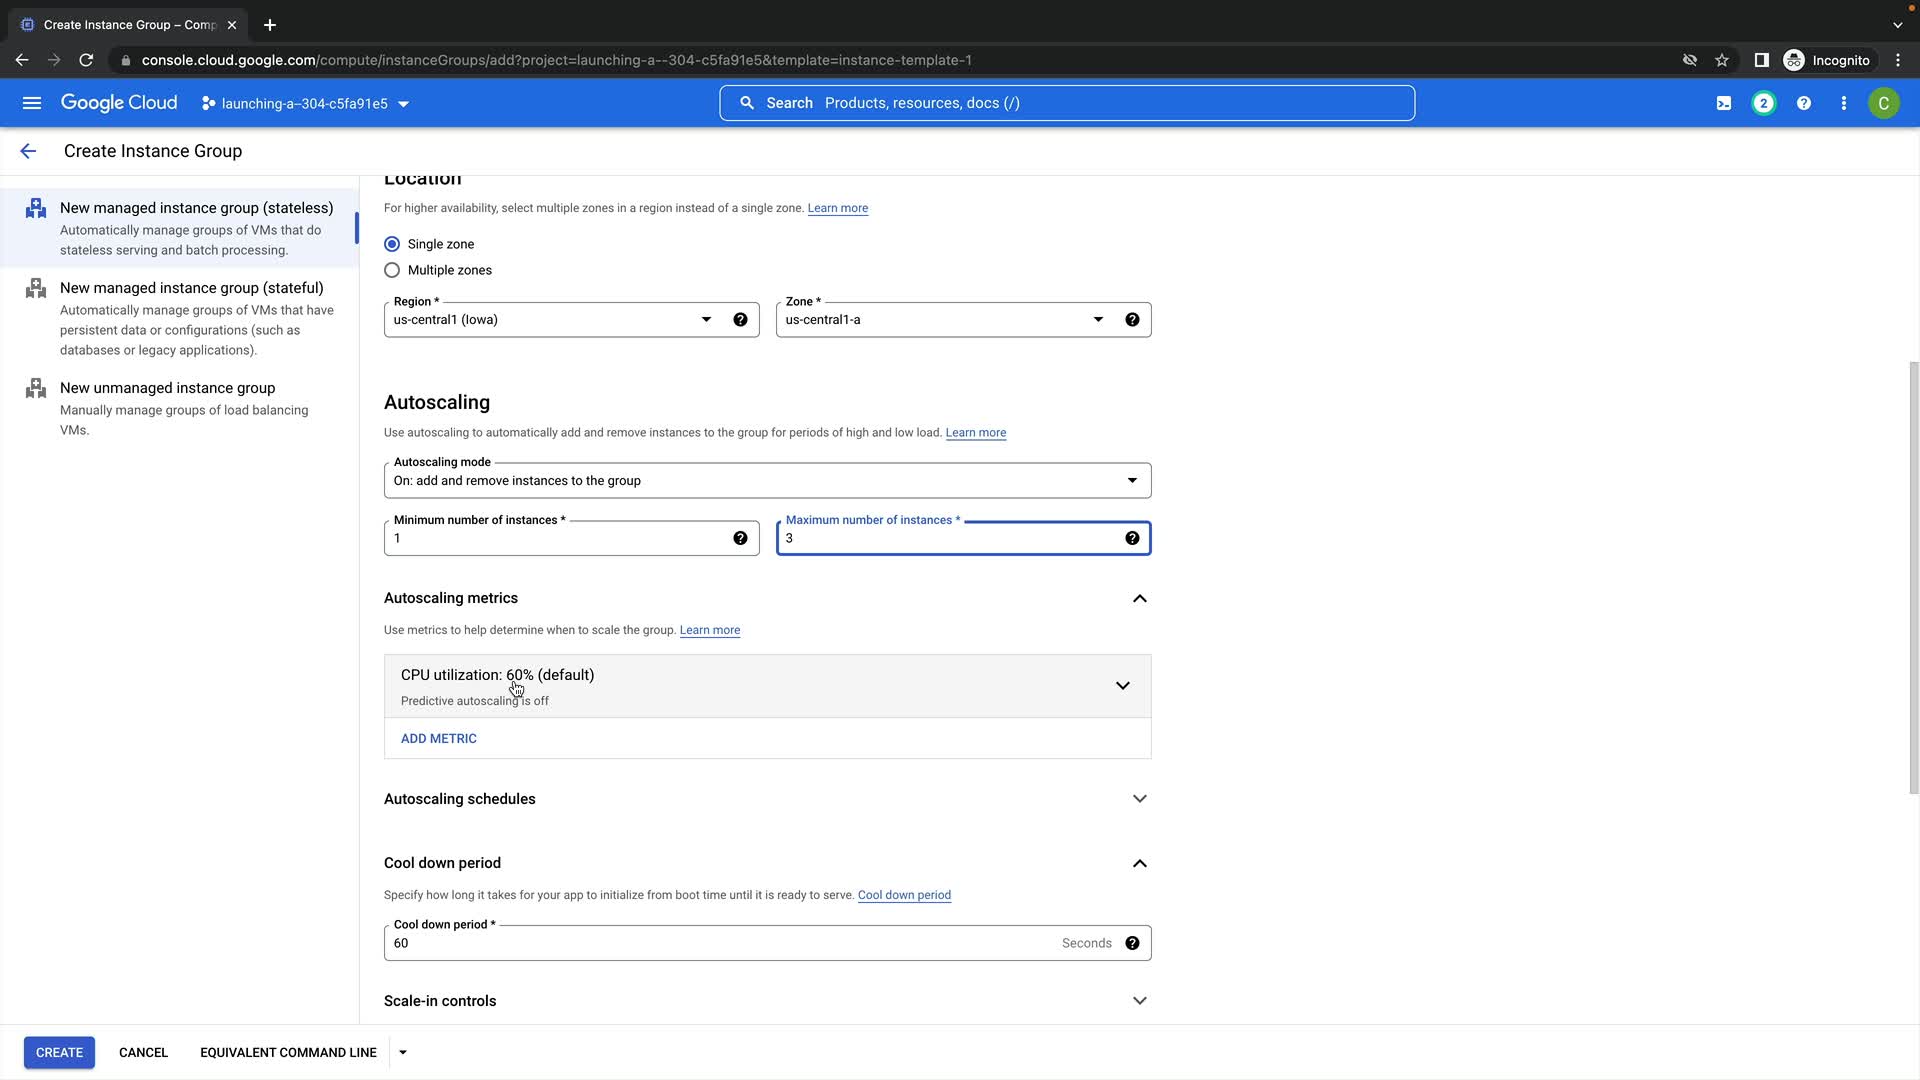 Create Instance Group – Comp
console.cloud.google.com/compute/instanceGroups/add?project=launching-a--304-c5fa91e5&template=instance-template-1
Incognito
Google Cloud
launching-a--304-c5fa91e5
Search Products, resources, docs (/)
2
C
Create Instance Group
New managed instance group (stateless)
Automatically manage groups of VMs that do
stateless serving and batch processing.
New managed instance group (stateful)
Automatically manage groups of VMs that have
persistent data or configurations (such as
databases or legacy applications).
New unmanaged instance group
Manually manage groups of load balancing
VMs.
Location
For higher availability, select multiple zones in a region instead of a single zone. Learn more
Single zone
Multiple zones
Region *
us-central1 (Iowa)
Zone *
us-central1-a
Autoscaling
Use autoscaling to automatically add and remove instances to the group for periods of high and low load. Learn more
Autoscaling mode
On: add and remove instances to the group
Minimum number of instances *
1
Maximum number of instances *
3
Autoscaling metrics
Use metrics to help determine when to scale the group. Learn more
CPU utilization: 60% (default)
Predictive autoscaling is off
ADD METRIC
Autoscaling schedules
Cool down period
Specify how long it takes for your app to initialize from boot time until it is ready to serve. Cool down period
Cool down period *
60
Seconds
Scale-in controls
CREATE
CANCEL
EQUIVALENT COMMAND LINE